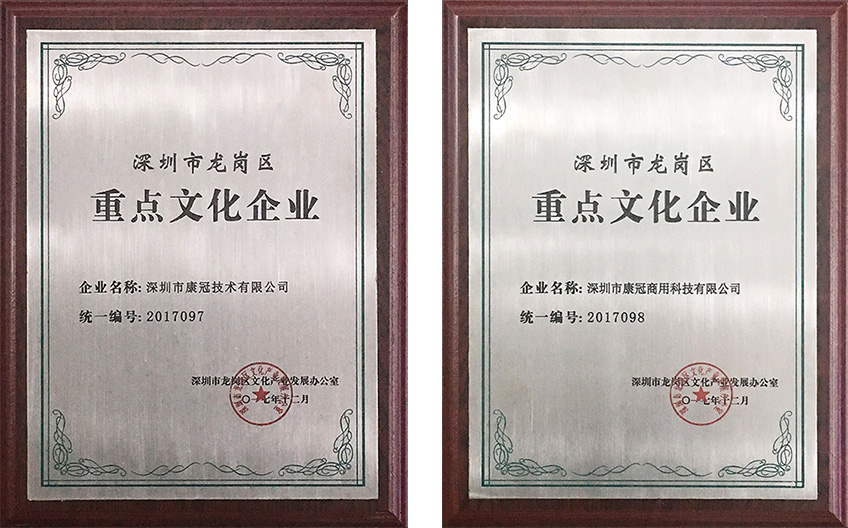 深圳市龙岗区
重点文化企业
企业名称: 深圳市康冠技术有限公司
统一编号: 2017097
深圳市龙岗区文化产业发展办公室
二〇一七年十二月
深圳市龙岗区
重点文化企业
企业名称: 深圳市康冠商用科技有限公司
统一编号: 2017098
深圳市龙岗区文化产业发展办公室
二〇一七年十二月